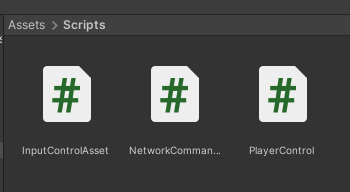 Assets > Scripts
# # #
InputControlAsset NetworkComman... PlayerControl